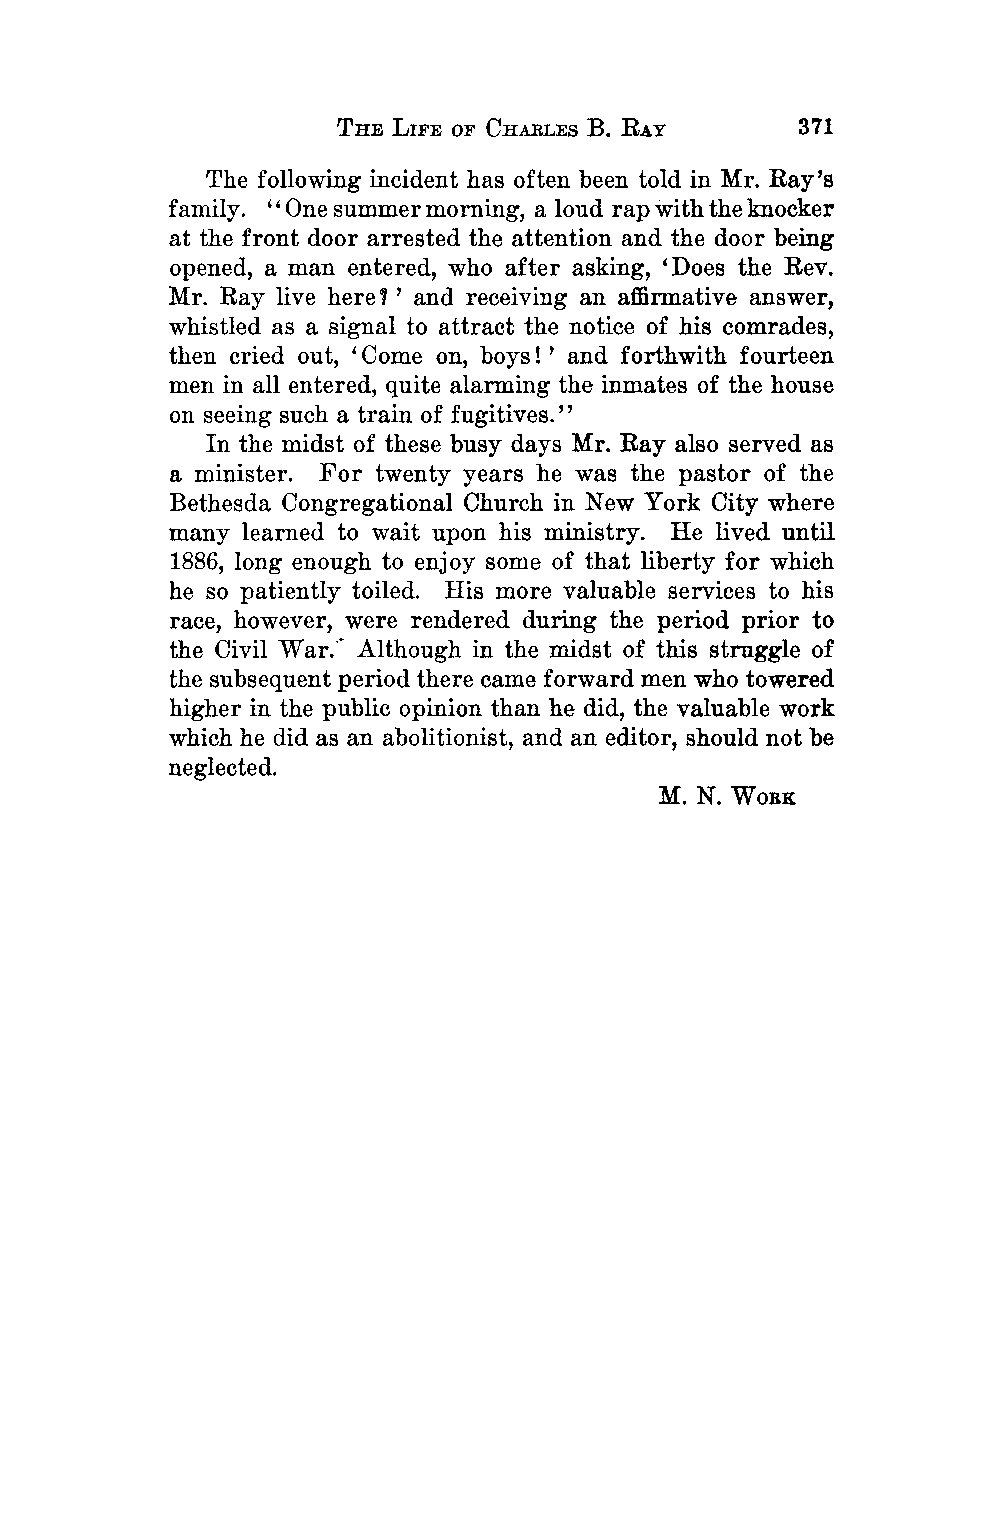 THE LIFE OF CHARLES B. RAY 371
The following incident has often been told in Mr. Ray's
family. "One summer morning, a loud rap with the knocker
at the front door arrested the attention and the door being
opened, a man entered, who after asking, 'Does the Rev.
Mr. Ray live here?' and receiving an affirmative answer,
whistled as a signal to attract the notice of his comrades,
then cried out, 'Come on, boys!' and forthwith fourteen
men in all entered, quite alarming the inmates of the house
on seeing such a train of fugitives."
In the midst of these busy days Mr. Ray also served as
a minister. For twenty years he was the pastor of the
Bethesda Congregational Church in New York City where
many learned to wait upon his ministry. He lived until
1886, long enough to enjoy some of that liberty for which
he so patiently toiled. His more valuable services to his
race, however, were rendered during the period prior to
the Civil War. Although in the midst of this struggle of
the subsequent period there came forward men who towered
higher in the public opinion than he did, the valuable work
which he did as an abolitionist, and an editor, should not be
neglected.
M. N. WORK